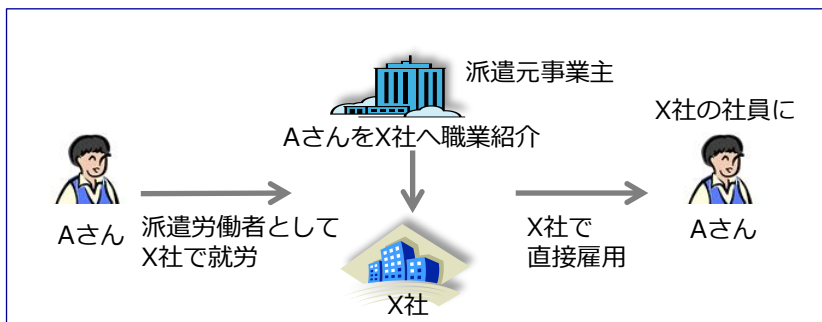 派遣元事業主
X社の社員に
AさんをX社へ職業紹介
Aさん
派遣労働者として
X社で就労
X社
X社で
直接雇用
Aさん